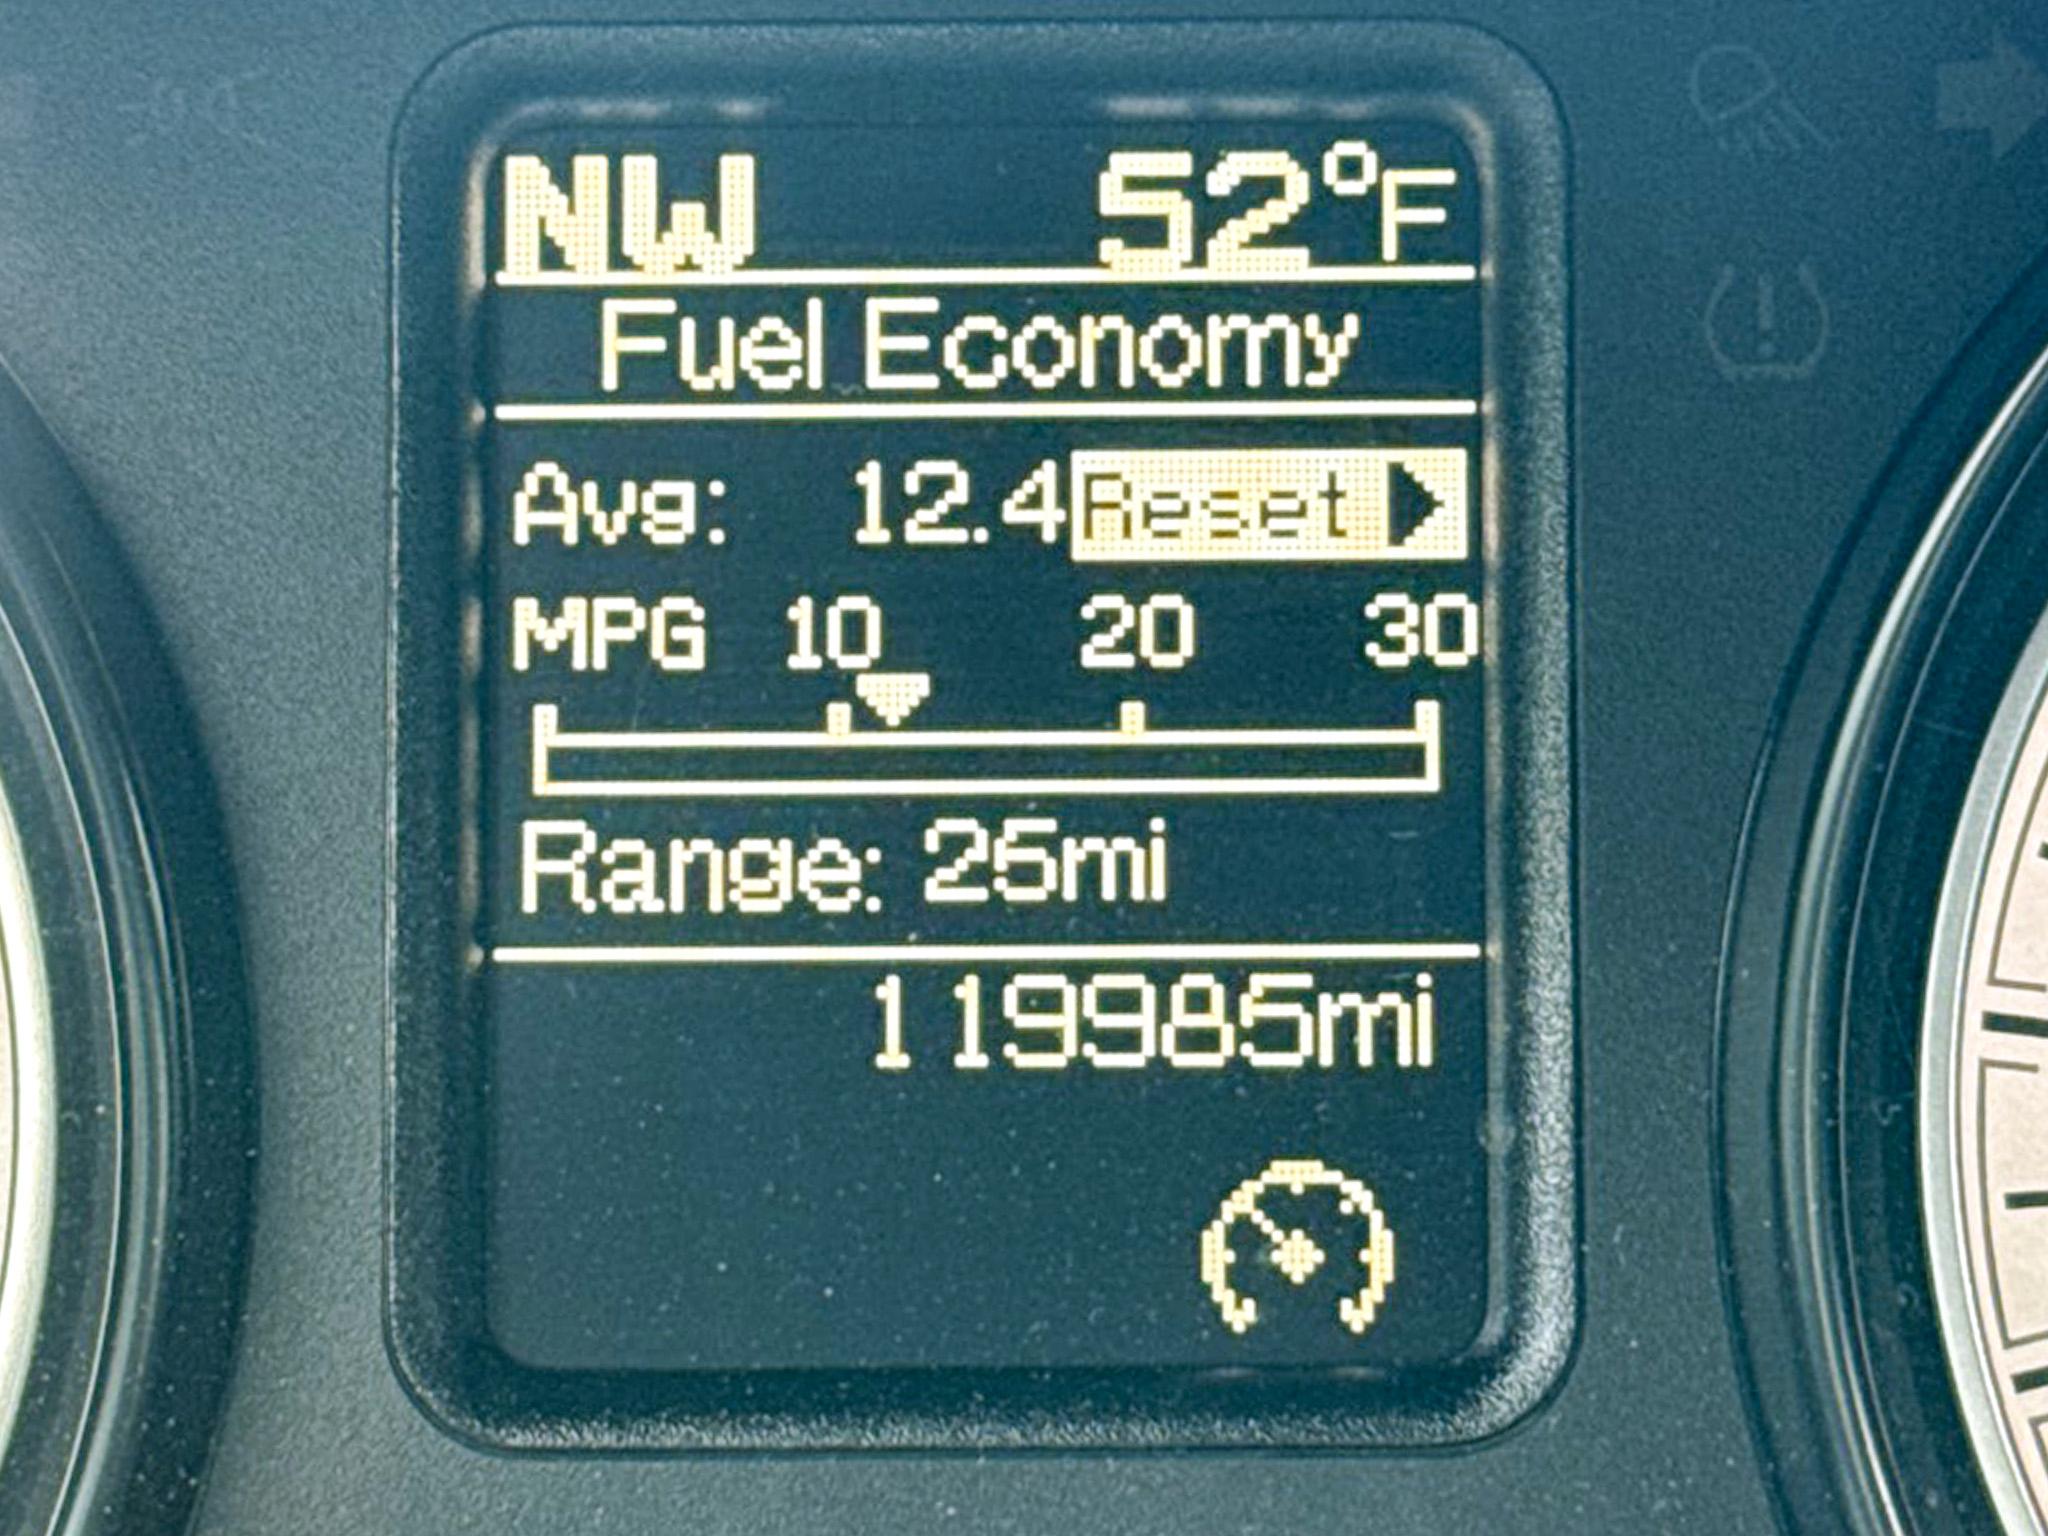 NW 52°F
Fuel Economy
Avg: 12.4 Reset
MPG 10 20 30
Range: 25mi
119985mi